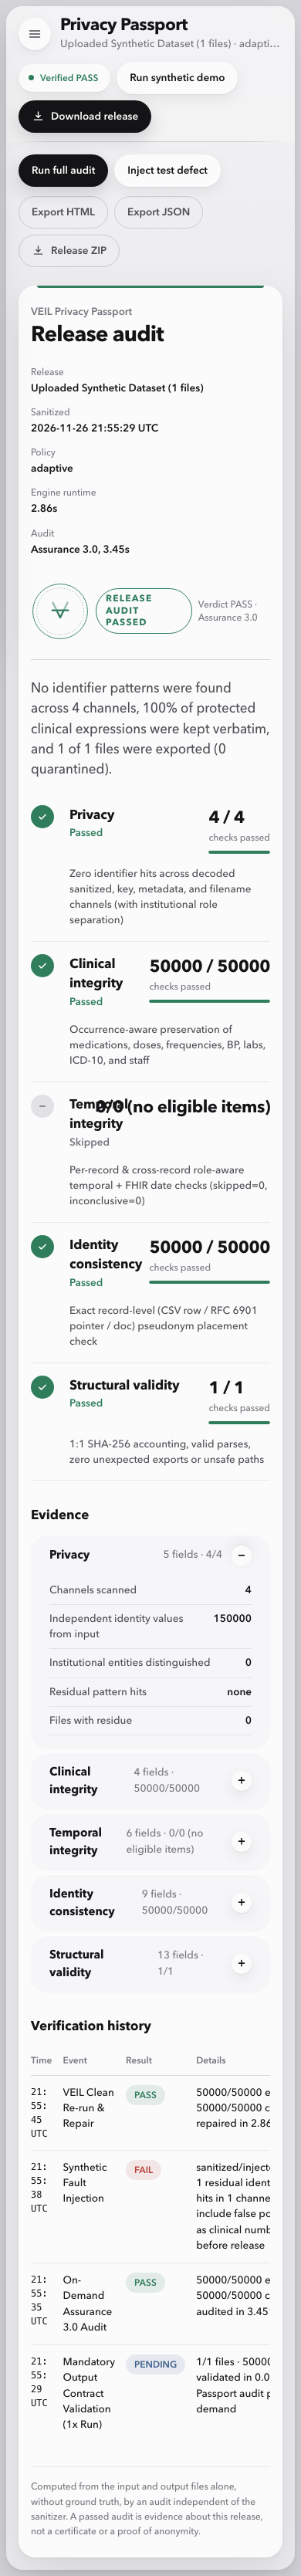 Privacy Passport
Uploaded Synthetic Dataset (1 files) · adapti...
Verified PASS
Run synthetic demo
Download release
Run full audit
Inject test defect
Export HTML
Export JSON
Release ZIP
VEIL Privacy Passport
Release audit
Release
Uploaded Synthetic Dataset (1 files)
Sanitized
2026-11-26 21:55:29 UTC
Policy
adaptive
Engine runtime
2.86s
Audit
Assurance 3.0, 3.45s
RELEASE
AUDIT
PASSED
Verdict PASS ·
Assurance 3.0
No identifier patterns were found
across 4 channels, 100% of protected
clinical expressions were kept verbatim,
and 1 of 1 files were exported (0
quarantined).
Privacy
Passed
4 / 4
checks passed
Zero identifier hits across decoded
sanitized, key, metadata, and filename
channels (with institutional role
separation)
Clinical
integrity
Passed
50000 / 50000
checks passed
Occurrence-aware preservation of
medications, doses, frequencies, BP, labs,
ICD-10, and staff
Temporal
integrity
Skipped
0/0 (no eligible items)
Per-record & cross-record role-aware
temporal + FHIR date checks (skipped=0,
inconclusive=0)
Identity
consistency
Passed
50000 / 50000
checks passed
Exact record-level (CSV row / RFC 6901
pointer / doc) pseudonym placement
check
Structural validity
Passed
1 / 1
checks passed
1:1 SHA-256 accounting, valid parses,
zero unexpected exports or unsafe paths
Evidence
Privacy
5 fields · 4/4
Channels scanned 4
Independent identity values
from input
150000
Institutional entities distinguished 0
Residual pattern hits none
Files with residue 0
Clinical
integrity
4 fields ·
50000/50000
Temporal
integrity
6 fields · 0/0 (no
eligible items)
Identity
consistency
9 fields ·
50000/50000
Structural
validity
13 fields ·
1/1
Verification history
Time Event Result Details
21:
55:
45
UTC
VEIL Clean
Re-run &
Repair
PASS
50000/50000 e
50000/50000 c
repaired in 2.86
21:
55:
38
UTC
Synthetic
Fault
Injection
FAIL
sanitized/injecte
1 residual identi
hits in 1 channe
include false po
as clinical numb
before release
21:
55:
35
UTC
On-
Demand
Assurance
3.0 Audit
PASS
50000/50000 e
50000/50000 c
audited in 3.45
21:
55:
29
UTC
Mandatory
Output
Contract
Validation
(1x Run)
PENDING
1/1 files · 5000
validated in 0.0
Passport audit p
demand
Computed from the input and output files alone,
without ground truth, by an audit independent of the
sanitizer. A passed audit is evidence about this release,
not a certificate or a proof of anonymity.